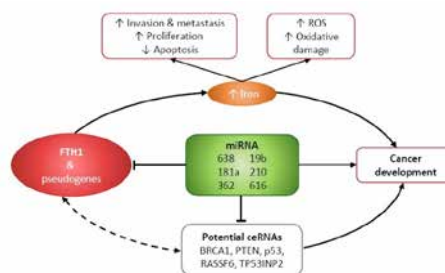 ↑ Invasion & metastasis
↑ Proliferation
↓ Apoptosis
↑ ROS
↑ Oxidative
damage
↑ Iron
FTH1
&
pseudogenes
miRNA
638 19b
181a 210
362 616
Cancer
development
Potential ceRNAs
BRCA1, PTEN, p53,
RASSF6, TP53INP2